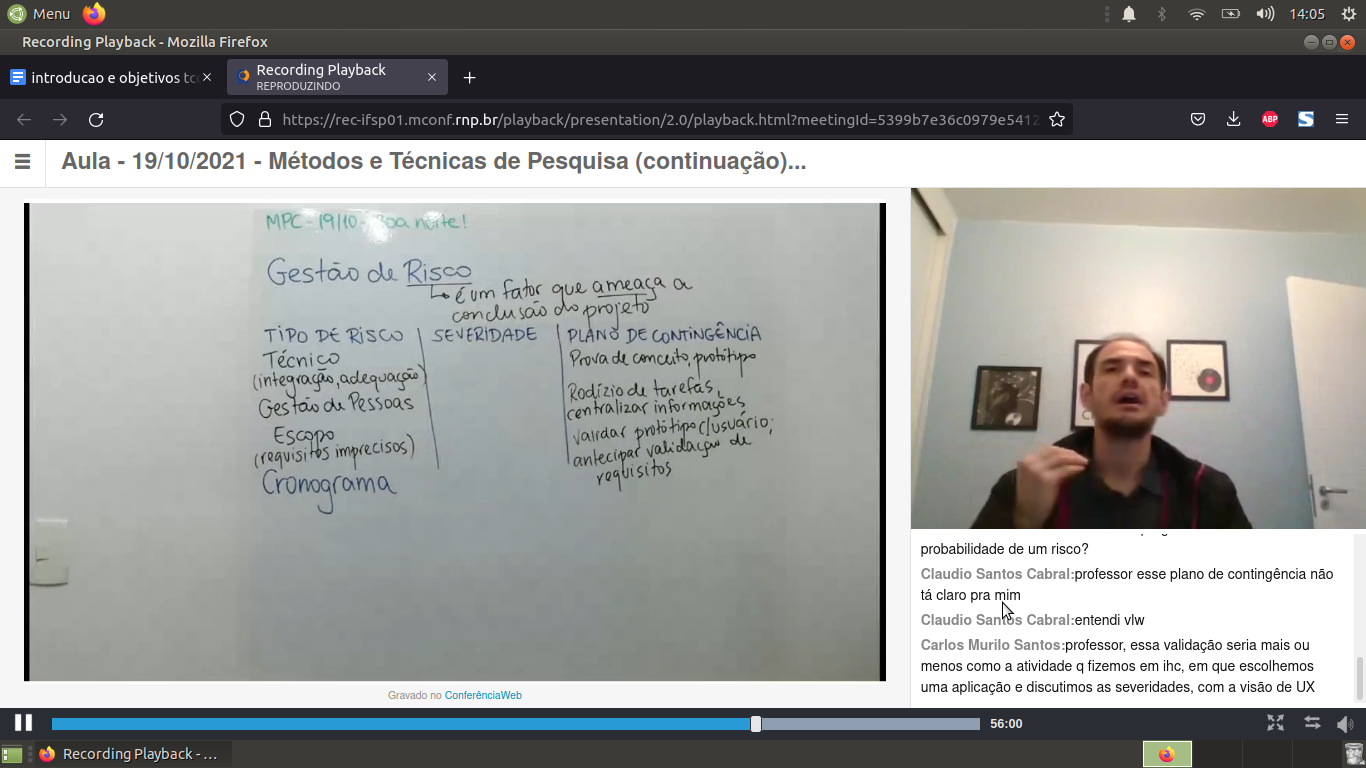 Menu
14:05
Recording Playback - Mozilla Firefox
introducao e objetivos tc
Recording Playback
REPRODUZINDO
https://rec-ifsp01.mconf.rnp.br/playback/presentation/2.0/playback.html?meetingId=5399b7e36c0979e5412
ABP
S
Aula - 19/10/2021 - Métodos e Técnicas de Pesquisa (continuação)...
MPC - 19/10 - Boa noite!
Gestão de Risco
é um fator que ameaça a
conclusão do projeto
TIPO DE RISCO SEVERIDADE PLANO DE CONTINGÊNCIA
Técnico
(integração, adequação)
Gestão de Pessoas
Escopo
(requisitos imprecisos)
Cronograma
Prova de conceito, protótipo
Rodízio de tarefas,
centralizar informações
validar protótipo c/usuário;
antecipar validação de
requisitos
Gravado no ConferênciaWeb
probabilidade de um risco?
Claudio Santos Cabral:professor esse plano de contingência não
tá claro pra mim
Claudio Santos Cabral:entendi vlw
Carlos Murilo Santos:professor, essa validação seria mais ou
menos como a atividade q fizemos em ihc, em que escolhemos
uma aplicação e discutimos as severidades, com a visão de UX
56:00
Recording Playback - ...